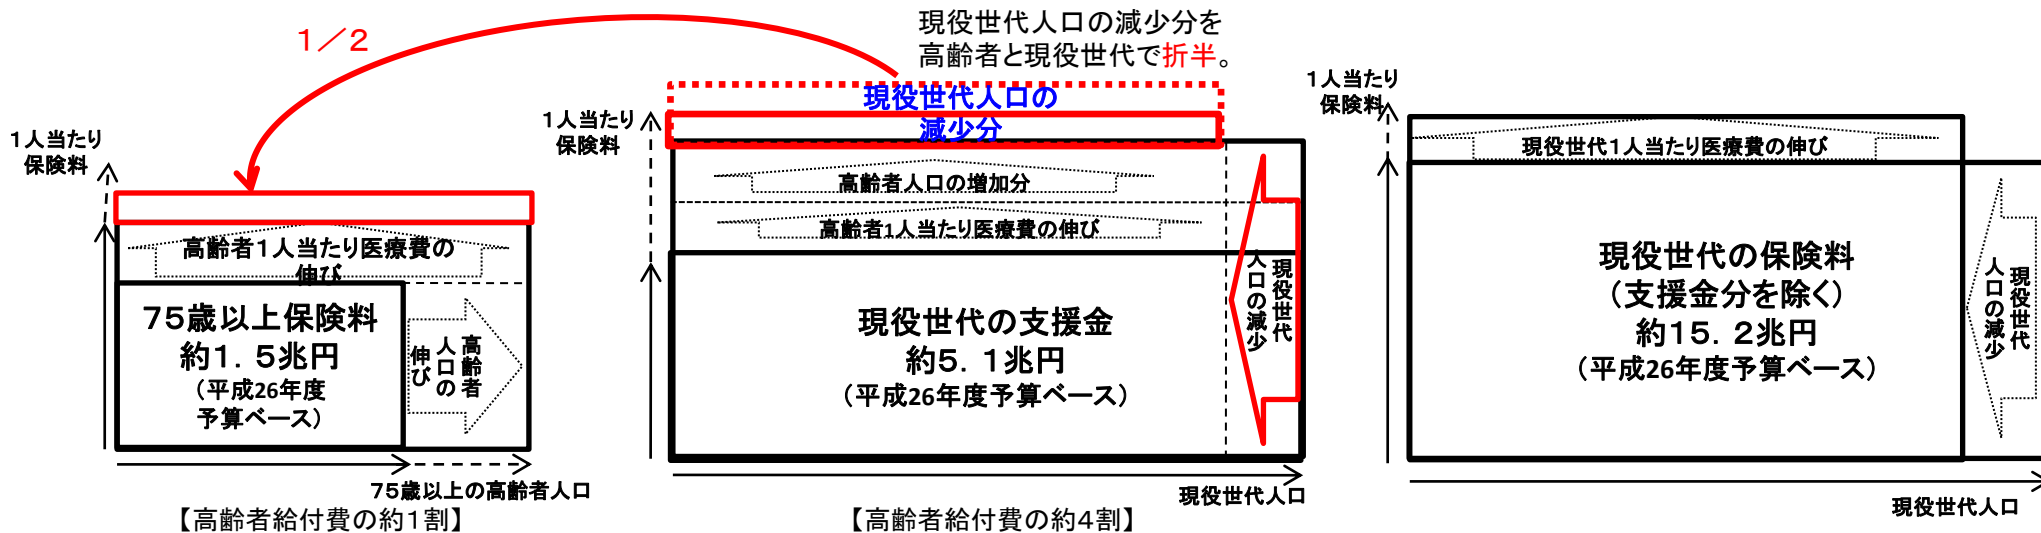 1／2
現役世代人口の減少分を
高齢者と現役世代で折半。
1人当たり
保険料
高齢者1人当たり医療費の
伸び
75歳以上保険料
約1．5兆円
（平成26年度
予算ベース）
高齢者
人口の
伸び
75歳以上の高齢者人口
【高齢者給付費の約1割】
1人当たり
保険料
現役世代人口の
減少分
高齢者人口の増加分
高齢者1人当たり医療費の伸び
現役世代の支援金
約5．1兆円
（平成26年度予算ベース）
現役世代
人口の減少
現役世代人口
【高齢者給付費の約4割】
1人当たり
保険料
現役世代1人当たり医療費の伸び
現役世代の保険料
（支援金分を除く）
約15．2兆円
（平成26年度予算ベース）
現役世代
人口の減少
現役世代人口